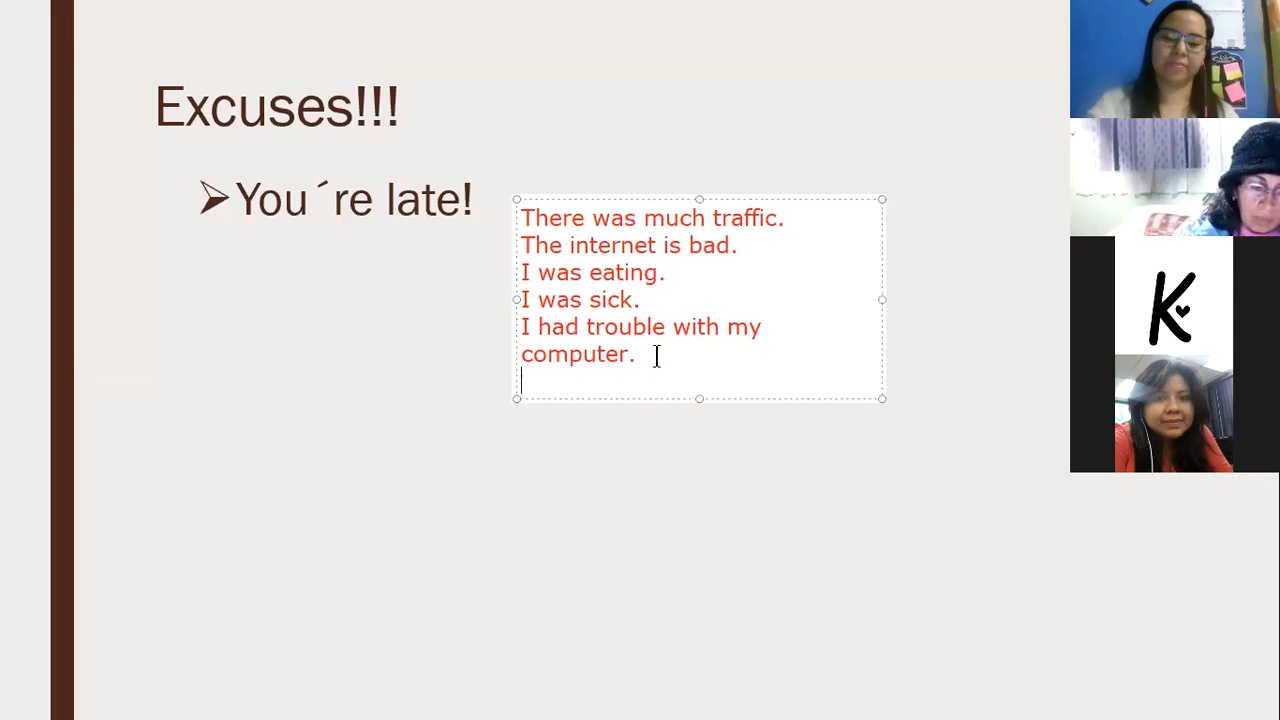 Excuses!!!
You´re late!
There was much traffic.
The internet is bad.
I was eating.
I was sick.
I had trouble with my
computer.
K